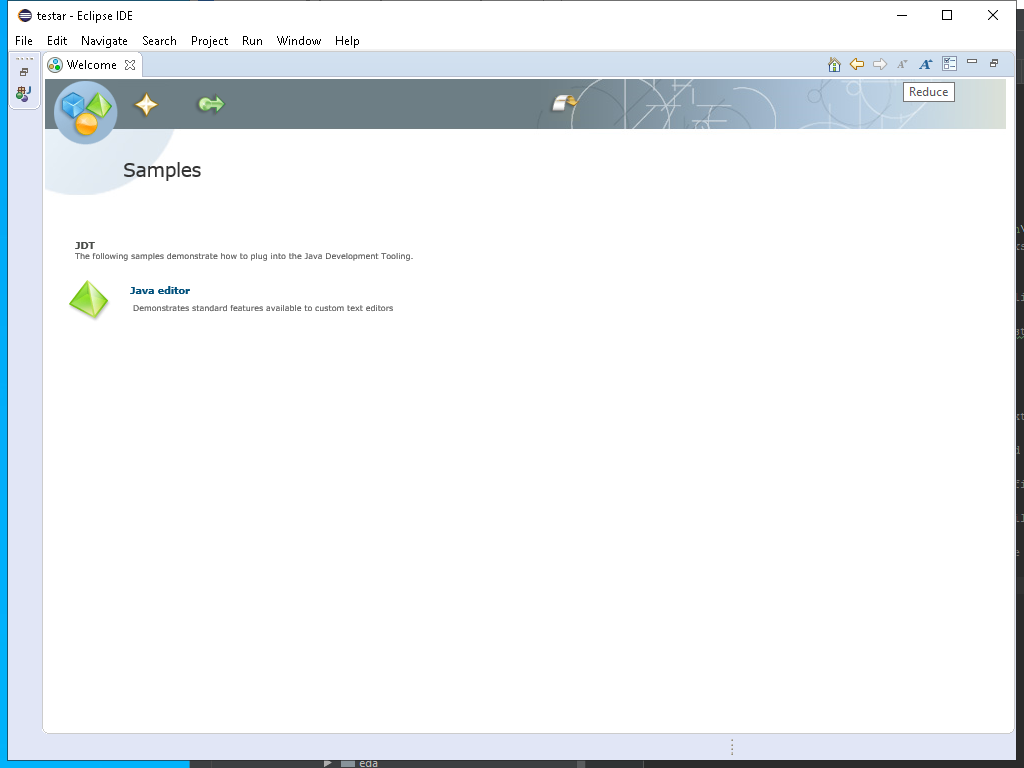 testar - Eclipse IDE
File Edit Navigate Search Project Run Window Help
Welcome
Reduce
Samples
JDT
The following samples demonstrate how to plug into the Java Development Tooling.
Java editor
Demonstrates standard features available to custom text editors
eda